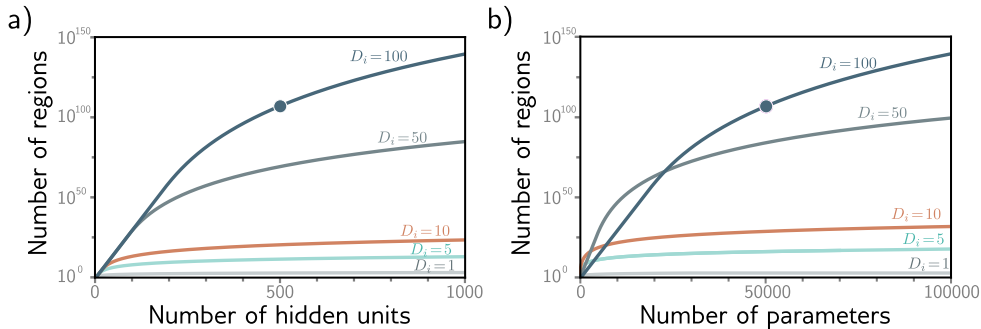 a)
Number of regions
10^150
10^100
10^50
10^0
D_i=100
D_i=50
D_i=10
D_i=5
D_i=1
0 500 1000
Number of hidden units
b)
Number of regions
10^150
10^100
10^50
10^0
D_i=100
D_i=50
D_i=10
D_i=5
D_i=1
0 50000 100000
Number of parameters